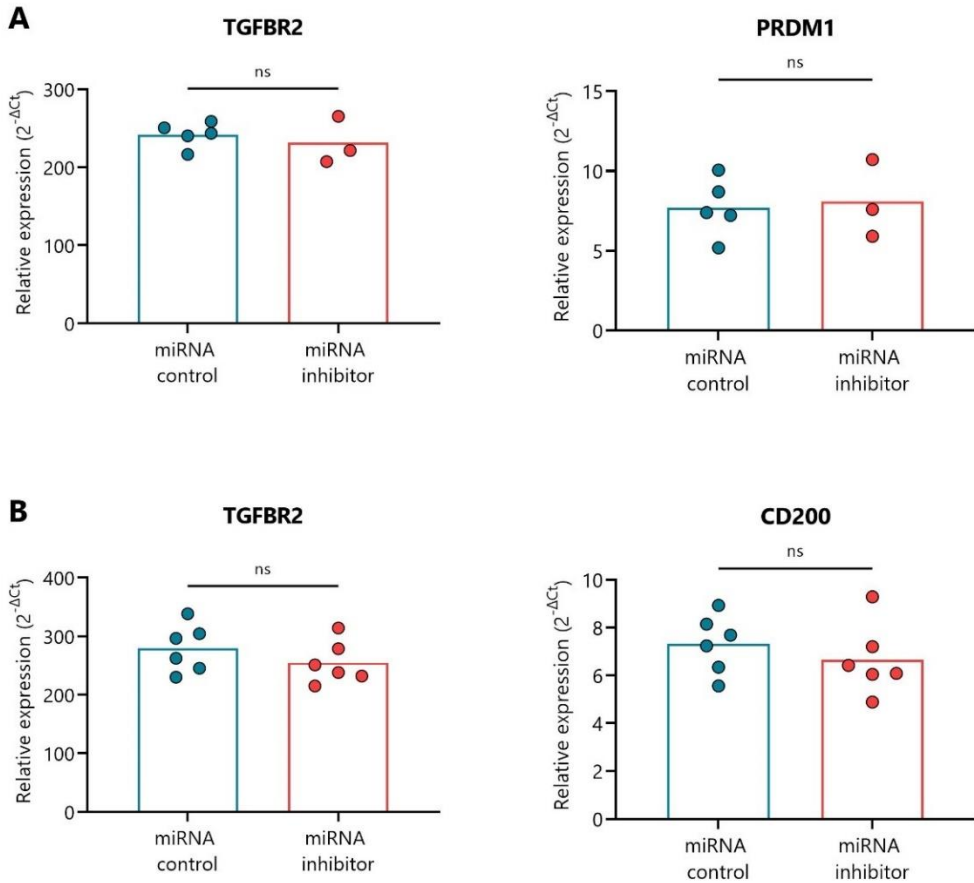 A
TGFBR2
ns
Relative expression (2^-ΔCt)
300
200
100
0
miRNA
control
miRNA
inhibitor
PRDM1
ns
Relative expression (2^-ΔCt)
15
10
5
0
miRNA
control
miRNA
inhibitor
B
TGFBR2
ns
Relative expression (2^-ΔCt)
400
300
200
100
0
miRNA
control
miRNA
inhibitor
CD200
ns
Relative expression (2^-ΔCt)
10
8
6
4
2
0
miRNA
control
miRNA
inhibitor